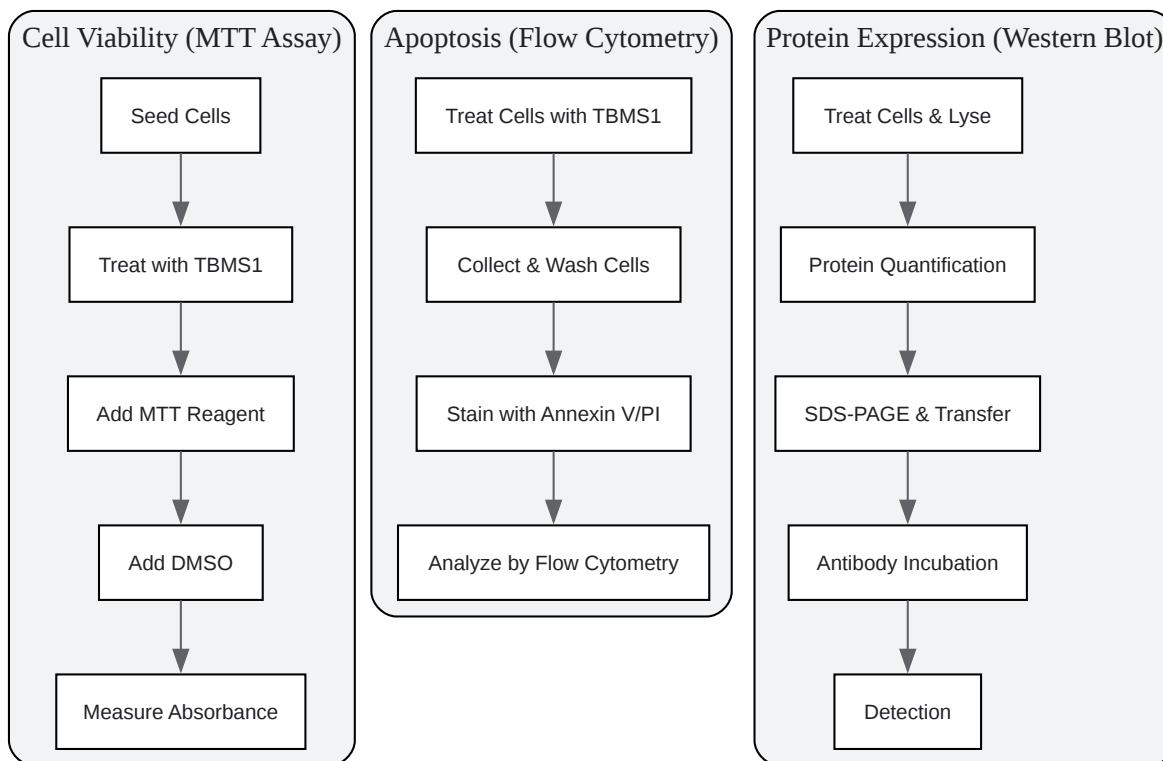 Cell Viability (MTT Assay)
Seed Cells
Treat with TBMS1
Add MTT Reagent
Add DMSO
Measure Absorbance
Apoptosis (Flow Cytometry)
Treat Cells with TBMS1
Collect & Wash Cells
Stain with Annexin V/PI
Analyze by Flow Cytometry
Protein Expression (Western Blot)
Treat Cells & Lyse
Protein Quantification
SDS-PAGE & Transfer
Antibody Incubation
Detection